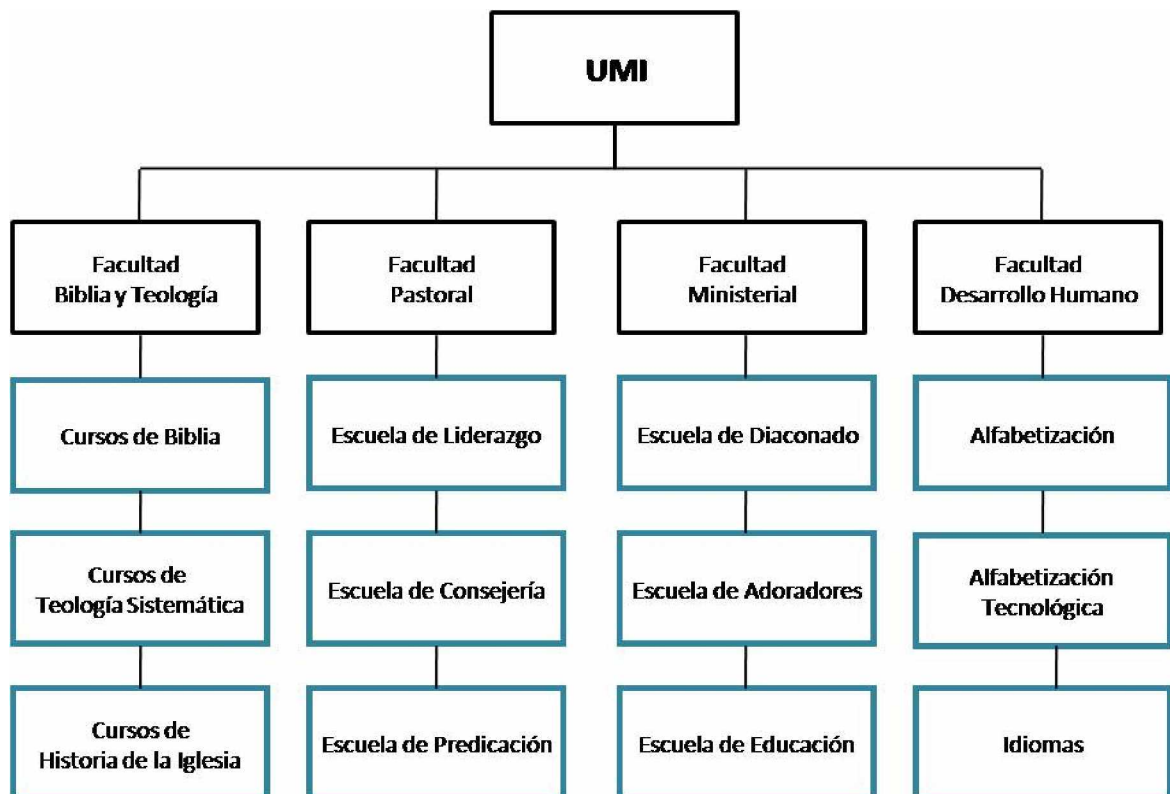 UMI
Facultad
Biblia y Teología
Facultad
Pastoral
Facultad
Ministerial
Facultad
Desarrollo Humano
Cursos de Biblia
Escuela de Liderazgo
Escuela de Diaconado
Alfabetización
Cursos de
Teología Sistemática
Escuela de Consejería
Escuela de Adoradores
Alfabetización
Tecnológica
Cursos de
Historia de la Iglesia
Escuela de Predicación
Escuela de Educación
Idiomas